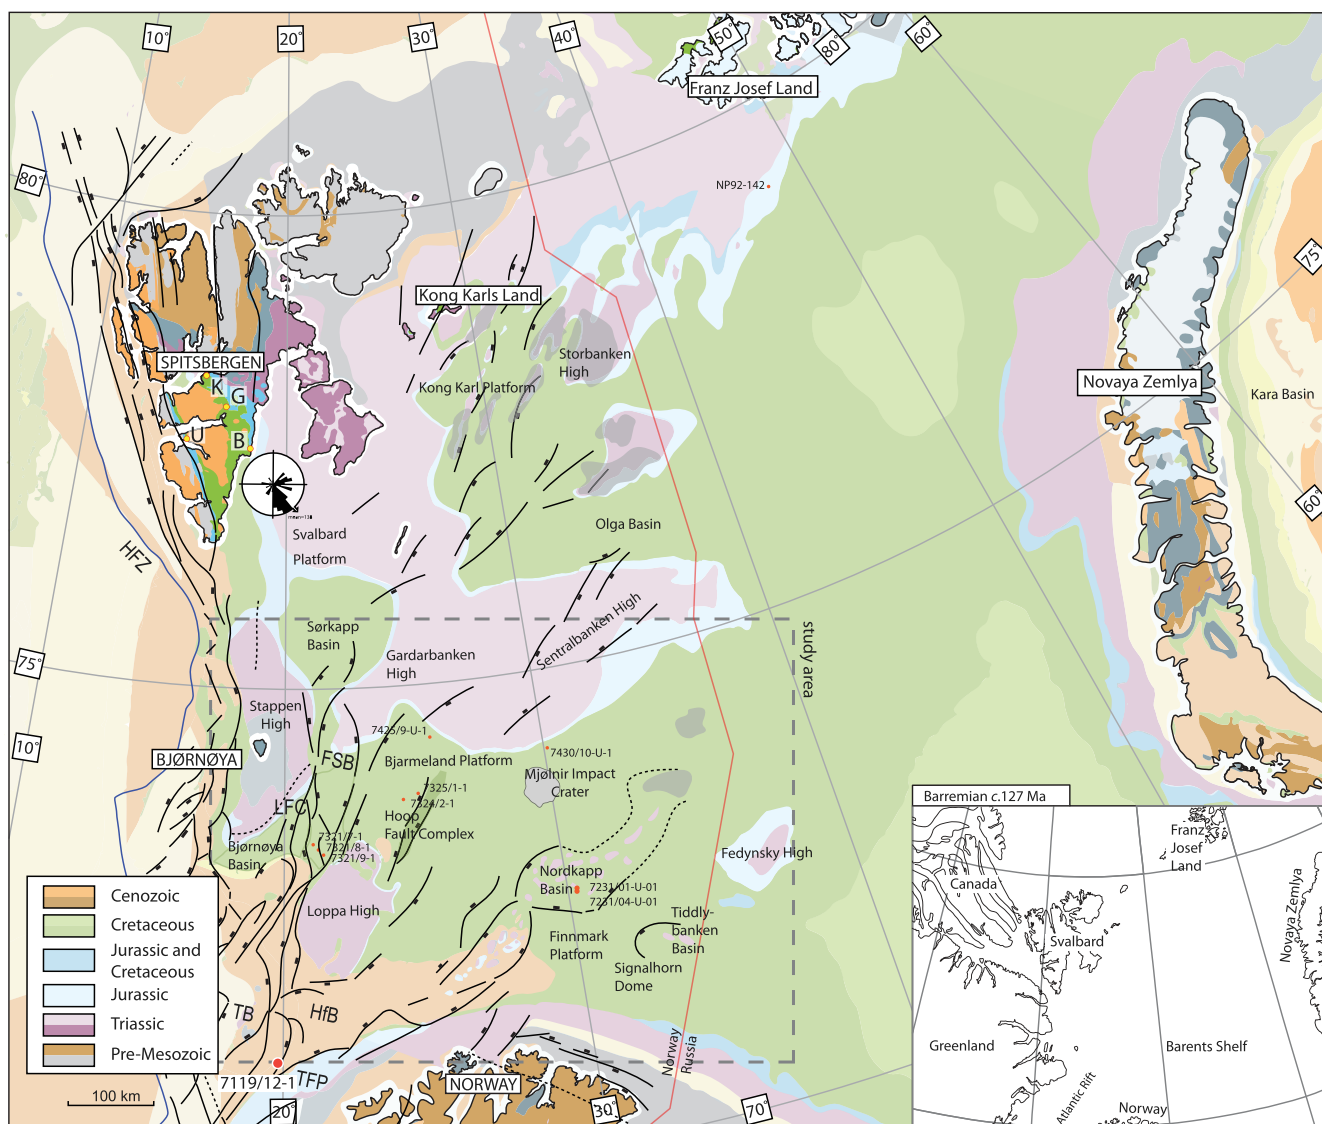 10°
20°
30°
40°
50°
80°
60°
Franz Josef Land
80°
NP92-142
75°
Kong Karls Land
SPITSBERGEN
K
G
U
B
Storbanken
High
Kong Karl Platform
Novaya Zemlya
Kara Basin
60°
mean=138
Svalbard
Platform
Olga Basin
HFZ
Sørkapp
Basin
Gardarbanken
High
Sentralbanken High
study area
75°
Stappen
High
10°
BJØRNØYA
FSB
7425/9-U-1
Bjarmeland Platform
7430/10-U-1
Mjølnir Impact
Crater
7325/1-1
7324/2-1
Hoop
Fault Complex
LFC
7321/7-1
7321/8-1
7321/9-1
Bjørnøya
Basin
Fedynsky High
Nordkapp
Basin
7231/01-U-01
7231/04-U-01
Loppa High
Tiddly-
banken
Basin
Finnmark
Platform
Signalhorn
Dome
TB
HfB
Norway
Russia
7119/12-1
TFP
NORWAY
20°
30°
70°
Cenozoic
Cretaceous
Jurassic and
Cretaceous
Jurassic
Triassic
Pre-Mesozoic
100 km
Barremian c.127 Ma
Franz
Josef
Land
Canada
Svalbard
Novaya Zemlya
Greenland
Barents Shelf
Atlantic Rift
Norway